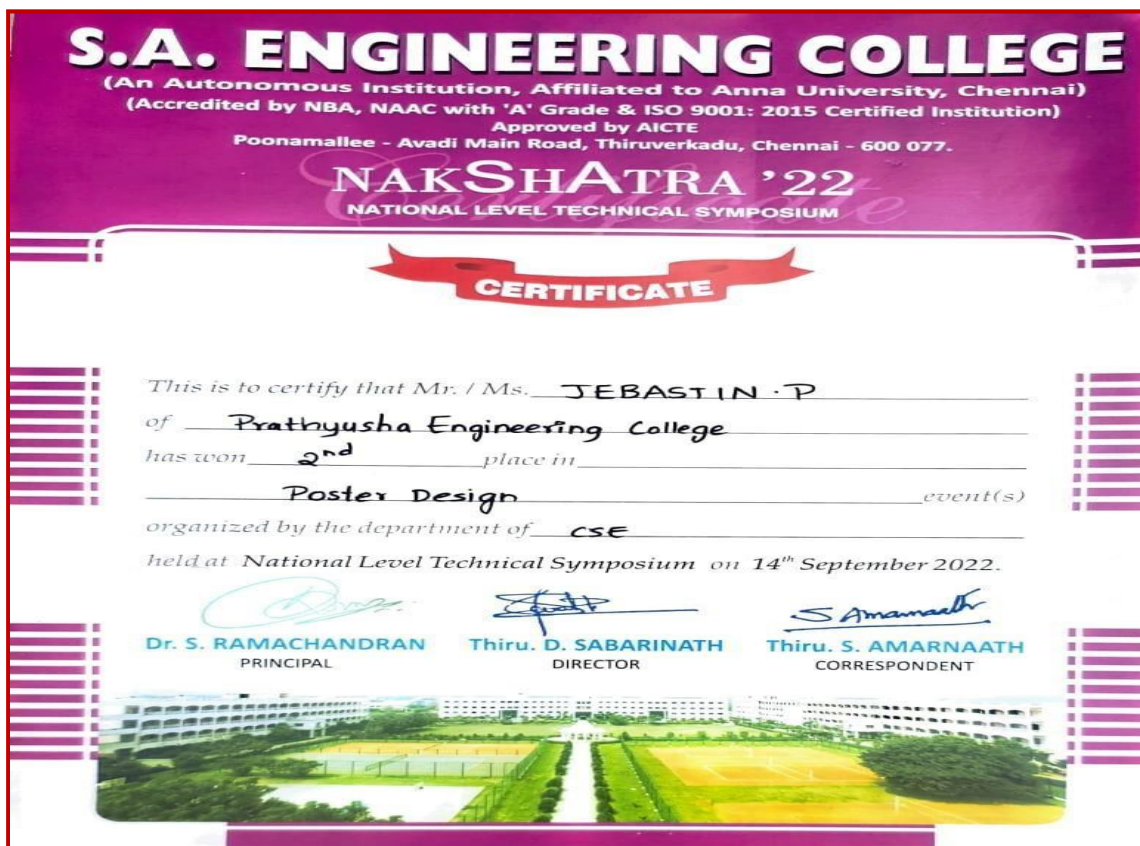 S.A. ENGINEERING COLLEGE
(An Autonomous Institution, Affiliated to Anna University, Chennai)
(Accredited by NBA, NAAC with 'A' Grade & ISO 9001: 2015 Certified Institution)
Approved by AICTE
Poonamallee - Avadi Main Road, Thiruverkadu, Chennai - 600 077.
Certificate
NAKSHATRA '22
NATIONAL LEVEL TECHNICAL SYMPOSIUM
CERTIFICATE
This is to certify that Mr. / Ms. JEBASTIN.P
of Prathyusha Engineering College
has won 2nd place in
Poster Design event(s)
organized by the department of CSE
held at National Level Technical Symposium on 14th September 2022.
S Amarnaath
Dr. S. RAMACHANDRAN Thiru. D. SABARINATH Thiru. S. AMARNAATH
PRINCIPAL DIRECTOR CORRESPONDENT